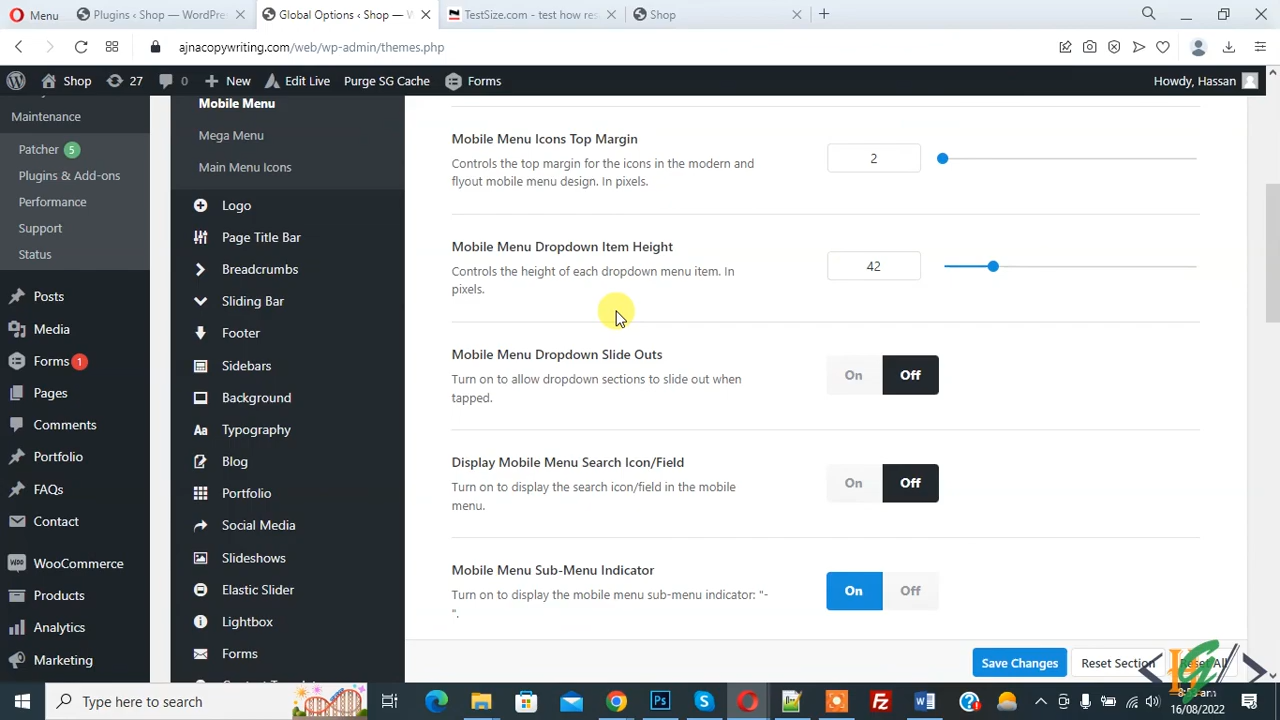 Menu
Plugins ‹ Shop — WordPre
Global Options ‹ Shop — W
TestSize.com - test how res
Shop
ajnacopywriting.com/web/wp-admin/themes.php
Shop
27
0
New
Edit Live
Purge SG Cache
Forms
Howdy, Hassan
Maintenance
Patcher 5
Plugins & Add-ons
Performance
Support
Status
Posts
Media
Forms 1
Pages
Comments
Portfolio
FAQs
Contact
WooCommerce
Products
Analytics
Marketing
Mobile Menu
Mega Menu
Main Menu Icons
Logo
Page Title Bar
Breadcrumbs
Sliding Bar
Footer
Sidebars
Background
Typography
Blog
Portfolio
Social Media
Slideshows
Elastic Slider
Lightbox
Forms
Mobile Menu Icons Top Margin
Controls the top margin for the icons in the modern and
flyout mobile menu design. In pixels.
2
Mobile Menu Dropdown Item Height
Controls the height of each dropdown menu item. In
pixels.
42
Mobile Menu Dropdown Slide Outs
Turn on to allow dropdown sections to slide out when
tapped.
On Off
Display Mobile Menu Search Icon/Field
Turn on to display the search icon/field in the mobile
menu.
On Off
Mobile Menu Sub-Menu Indicator
Turn on to display the mobile menu sub-menu indicator: "-
".
On Off
Save Changes
Reset Section
Reset All
Type here to search
16/08/2022